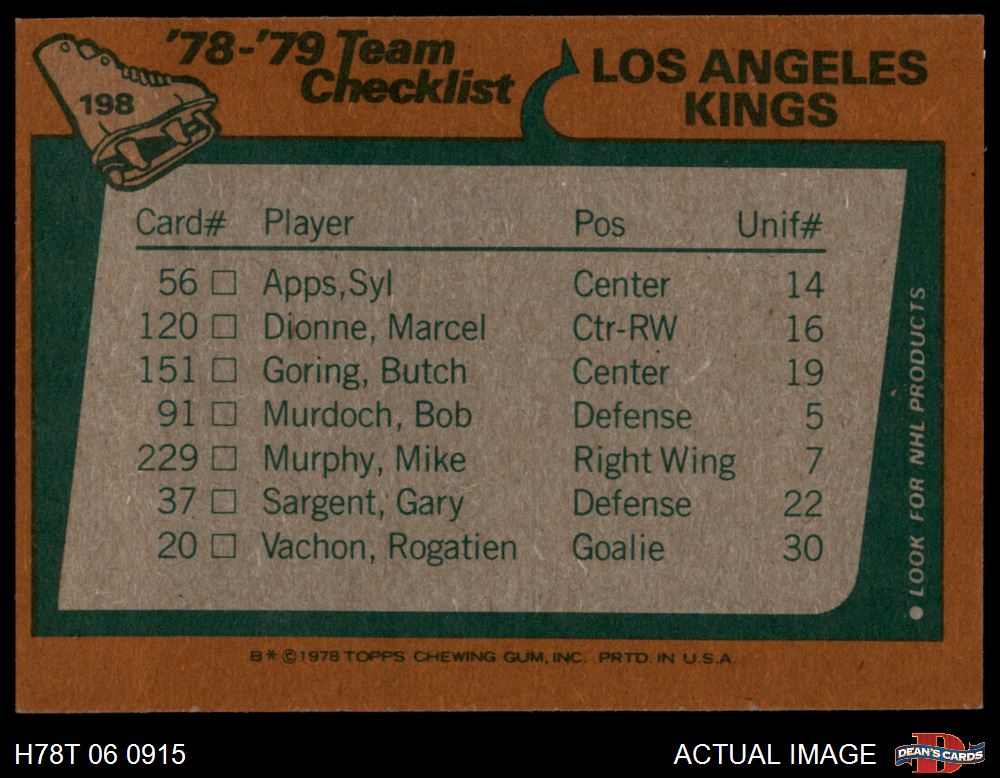 198
'78-'79 Team
Checklist
LOS ANGELES
KINGS
Card# Player Pos Unif#
56 □ Apps,Syl Center 14
120 □ Dionne, Marcel Ctr-RW 16
151 □ Goring, Butch Center 19
91 □ Murdoch, Bob Defense 5
229 □ Murphy, Mike Right Wing 7
37 □ Sargent, Gary Defense 22
20 □ Vachon, Rogatien Goalie 30
● LOOK FOR NHL PRODUCTS
B* ©1978 TOPPS CHEWING GUM, INC. PRTD. IN U.S.A.
H78T 06 0915
ACTUAL IMAGE
D
DEAN'S CARDS